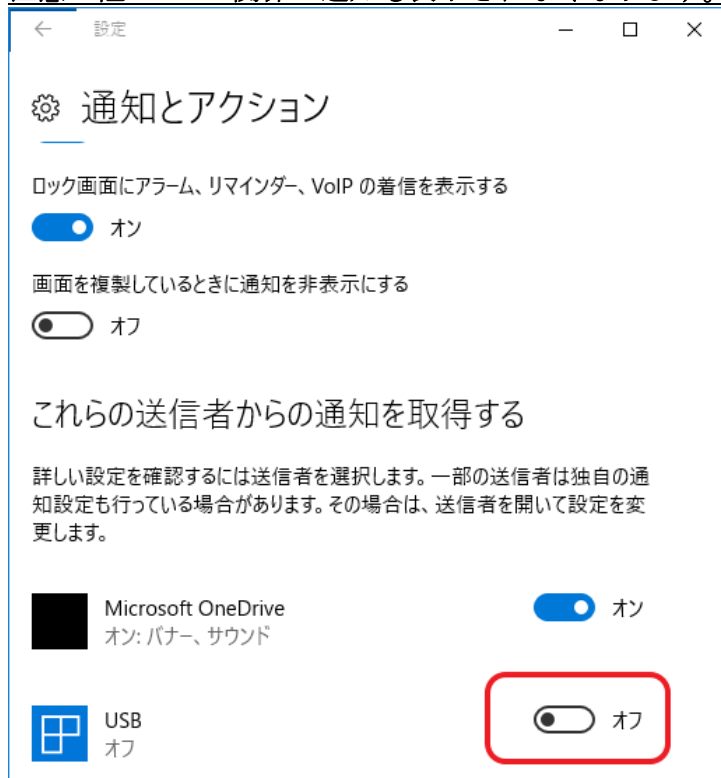 設定
通知とアクション
ロック画面にアラーム、リマインダー、VoIP の着信を表示する
オン
画面を複製しているときに通知を非表示にする
オフ
これらの送信者からの通知を取得する
詳しい設定を確認するには送信者を選択します。一部の送信者は独自の通
知設定も行っている場合があります。その場合は、送信者を開いて設定を変
更します。
Microsoft OneDrive
オン
オン: バナー、サウンド
USB
オフ
オフ